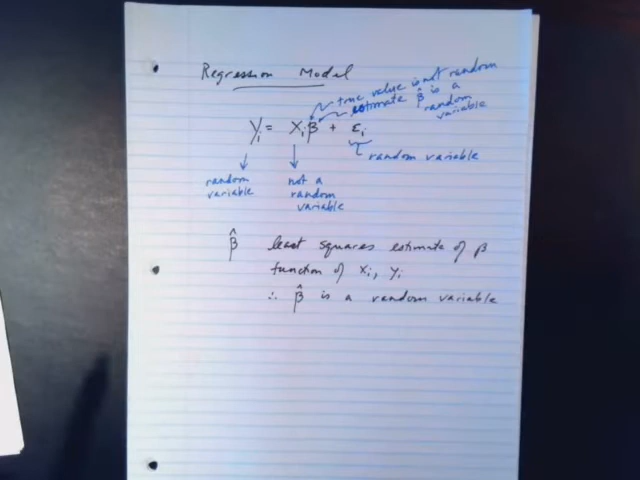 Regression Model
true value is not random
estimate β̂ is a
random
variable
Yᵢ = Xᵢβ + εᵢ
random variable
random
variable
not a
random
variable
β̂ least squares estimate of β
function of Xᵢ, Yᵢ
∴ β̂ is a random variable